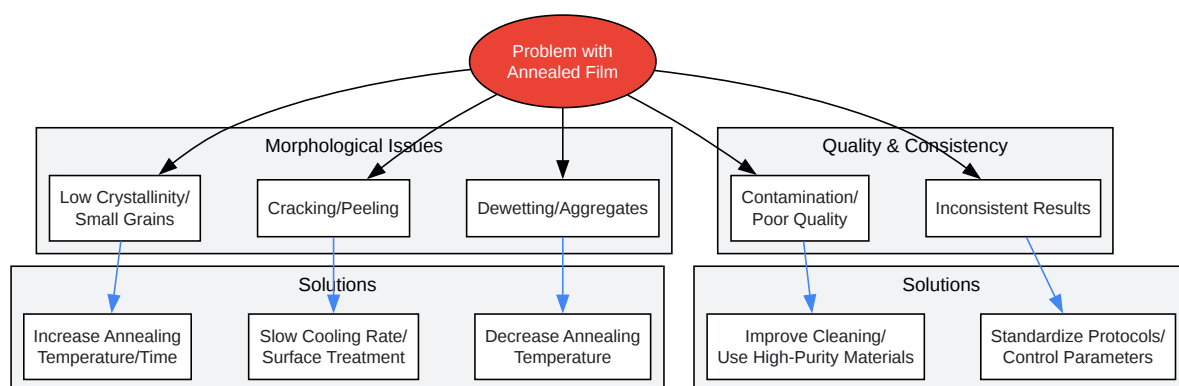 Problem with
Annealed Film
Morphological Issues
Quality & Consistency
Low Crystallinity/
Small Grains
Cracking/Peeling
Dewetting/Aggregates
Contamination/
Poor Quality
Inconsistent Results
Solutions
Solutions
Increase Annealing
Temperature/Time
Slow Cooling Rate/
Surface Treatment
Decrease Annealing
Temperature
Improve Cleaning/
Use High-Purity Materials
Standardize Protocols/
Control Parameters